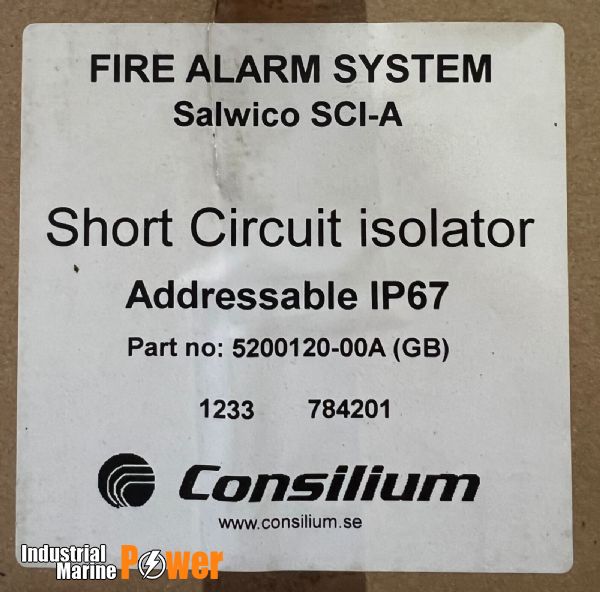 FIRE ALARM SYSTEM
Salwico SCI-A
Short Circuit isolator
Addressable IP67
Part no: 5200120-00A (GB)
1233 784201
Consilium
www.consilium.se
Industrial
Marine Power